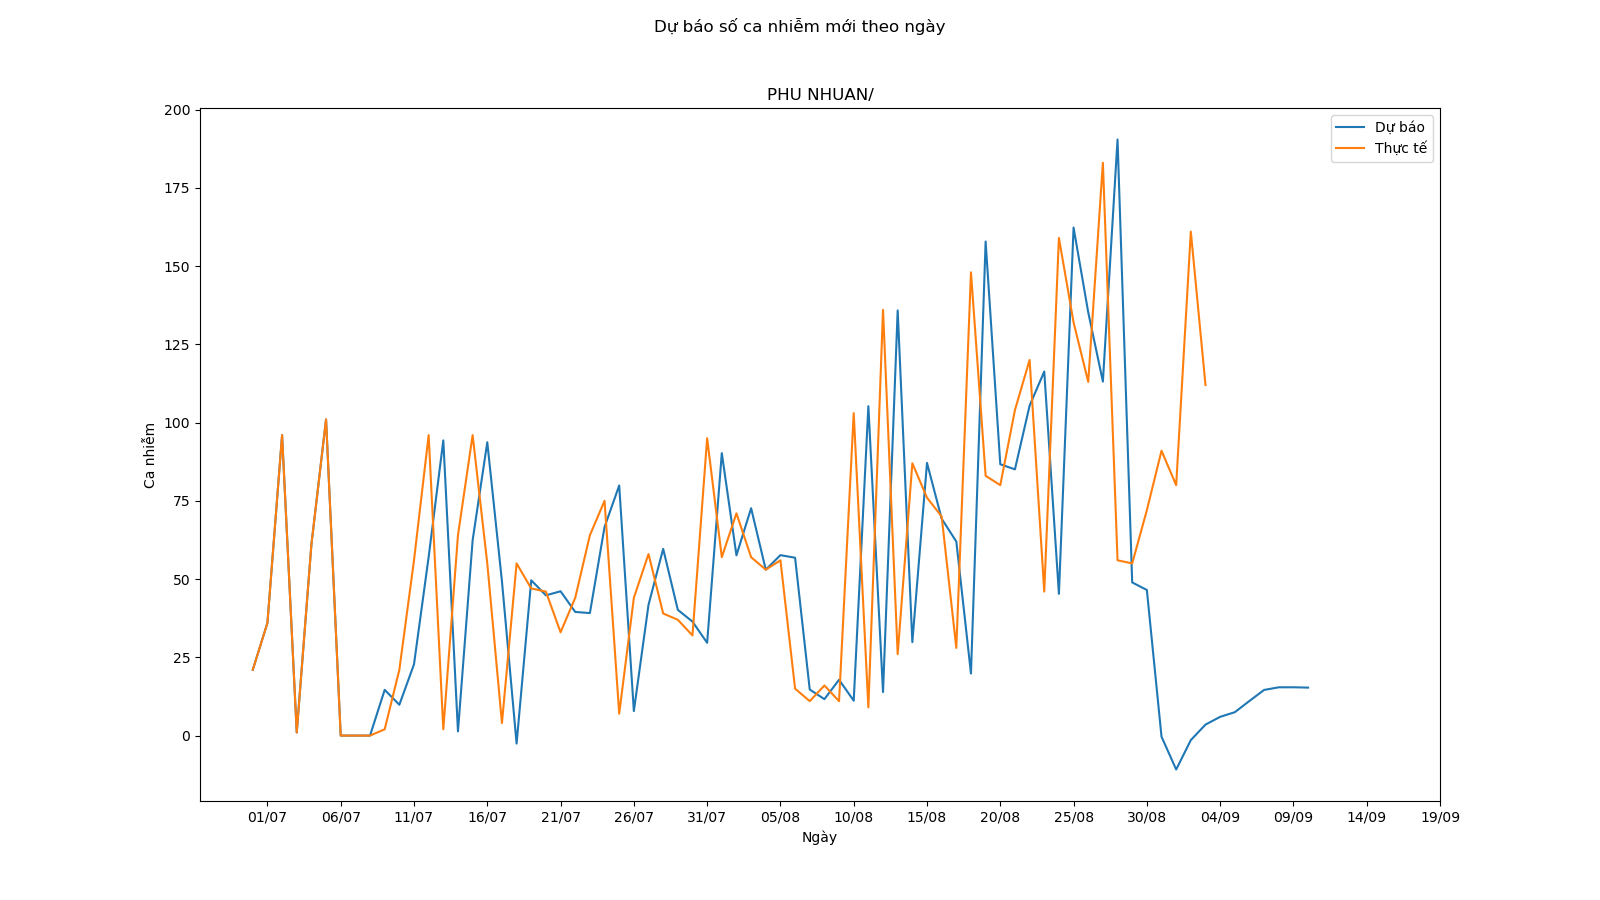 Dự báo số ca nhiễm mới theo ngày
PHU NHUAN/
Dự báo
Thực tế
200
175
150
125
100
75
50
25
0
Ca nhiễm
01/07 06/07 11/07 16/07 21/07 26/07 31/07 05/08 10/08 15/08 20/08 25/08 30/08 04/09 09/09 14/09 19/09
Ngày